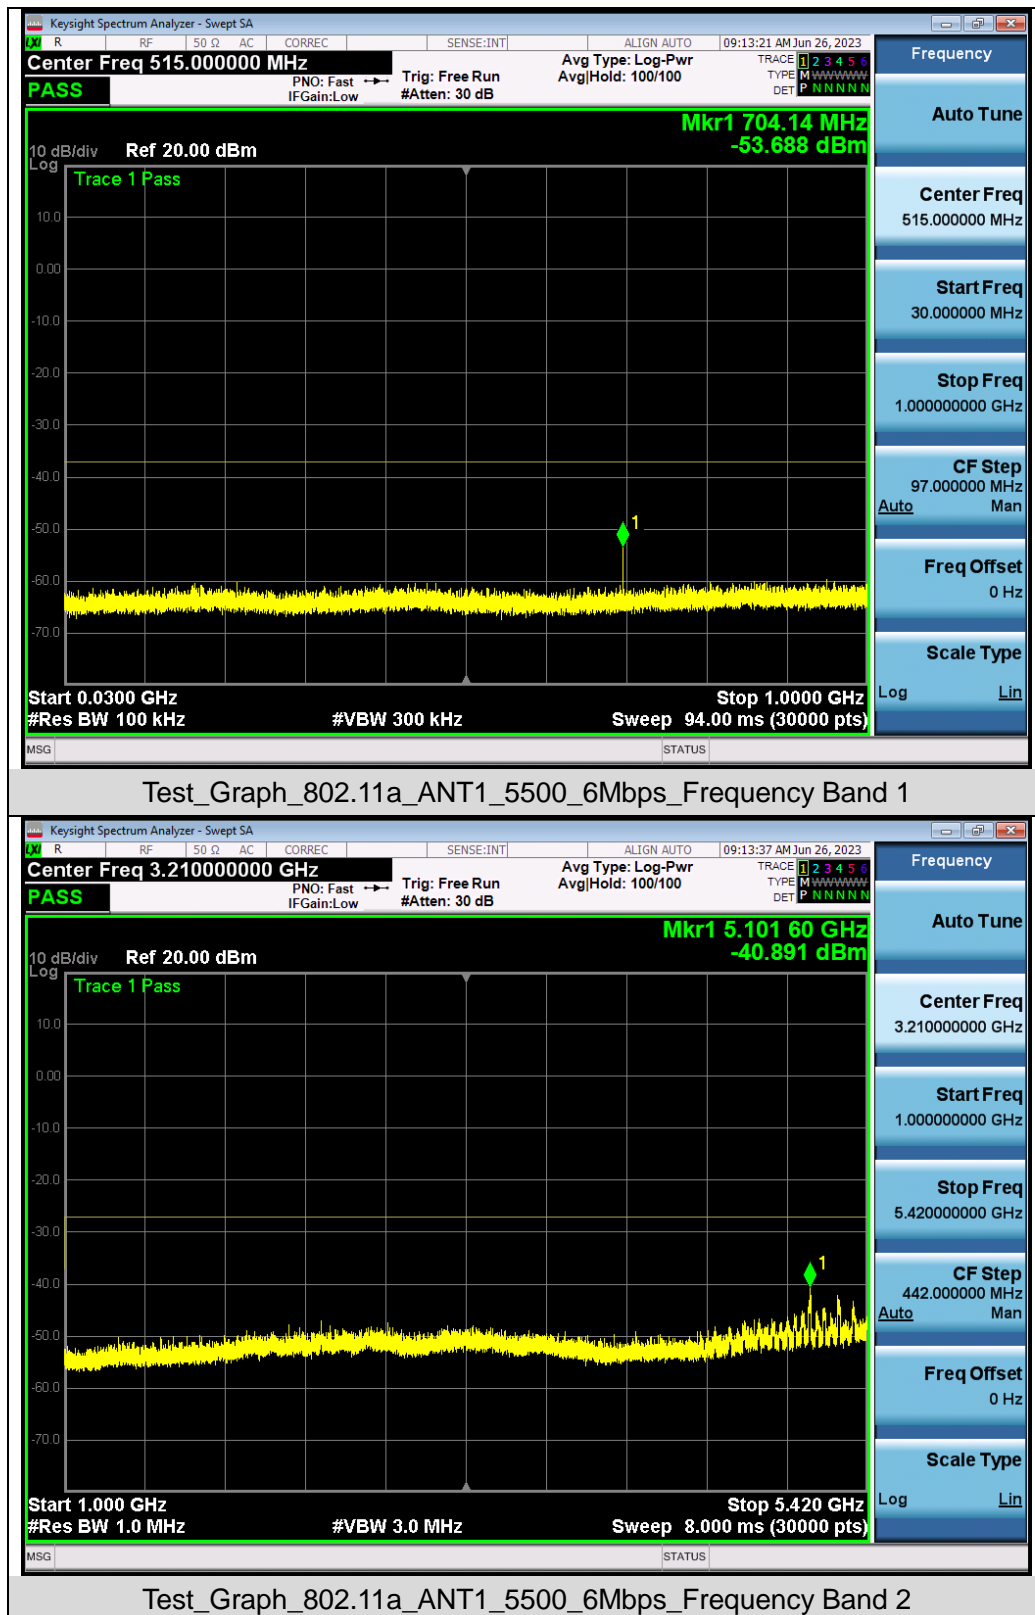 Keysight Spectrum Analyzer - Swept SA
LXI R RF 50 Ω AC CORREC SENSE:INT ALIGN AUTO 09:13:21 AM Jun 26, 2023
Center Freq 515.000000 MHz
PASS
PNO: Fast
IFGain:Low
Trig: Free Run
#Atten: 30 dB
Avg Type: Log-Pwr
Avg|Hold: 100/100
TRACE 1 2 3 4 5 6
TYPE M WWWWW
DET P N N N N N
Mkr1 704.14 MHz
-53.688 dBm
10 dB/div Ref 20.00 dBm
Log
Trace 1 Pass
10.0
0.00
-10.0
-20.0
-30.0
-40.0
-50.0
1
-60.0
-70.0
Start 0.0300 GHz Stop 1.0000 GHz
#Res BW 100 kHz #VBW 300 kHz Sweep 94.00 ms (30000 pts)
MSG STATUS
Frequency
Auto Tune
Center Freq
515.000000 MHz
Start Freq
30.000000 MHz
Stop Freq
1.000000000 GHz
CF Step
97.000000 MHz
Auto Man
Freq Offset
0 Hz
Scale Type
Log Lin
Test_Graph_802.11a_ANT1_5500_6Mbps_Frequency Band 1
Keysight Spectrum Analyzer - Swept SA
LXI R RF 50 Ω AC CORREC SENSE:INT ALIGN AUTO 09:13:37 AM Jun 26, 2023
Center Freq 3.210000000 GHz
PASS
PNO: Fast
IFGain:Low
Trig: Free Run
#Atten: 30 dB
Avg Type: Log-Pwr
Avg|Hold: 100/100
TRACE 1 2 3 4 5 6
TYPE M WWWWW
DET P N N N N N
Mkr1 5.101 60 GHz
-40.891 dBm
10 dB/div Ref 20.00 dBm
Log
Trace 1 Pass
10.0
0.00
-10.0
-20.0
-30.0
1
-40.0
-50.0
-60.0
-70.0
Start 1.000 GHz Stop 5.420 GHz
#Res BW 1.0 MHz #VBW 3.0 MHz Sweep 8.000 ms (30000 pts)
MSG STATUS
Frequency
Auto Tune
Center Freq
3.210000000 GHz
Start Freq
1.000000000 GHz
Stop Freq
5.420000000 GHz
CF Step
442.000000 MHz
Auto Man
Freq Offset
0 Hz
Scale Type
Log Lin
Test_Graph_802.11a_ANT1_5500_6Mbps_Frequency Band 2